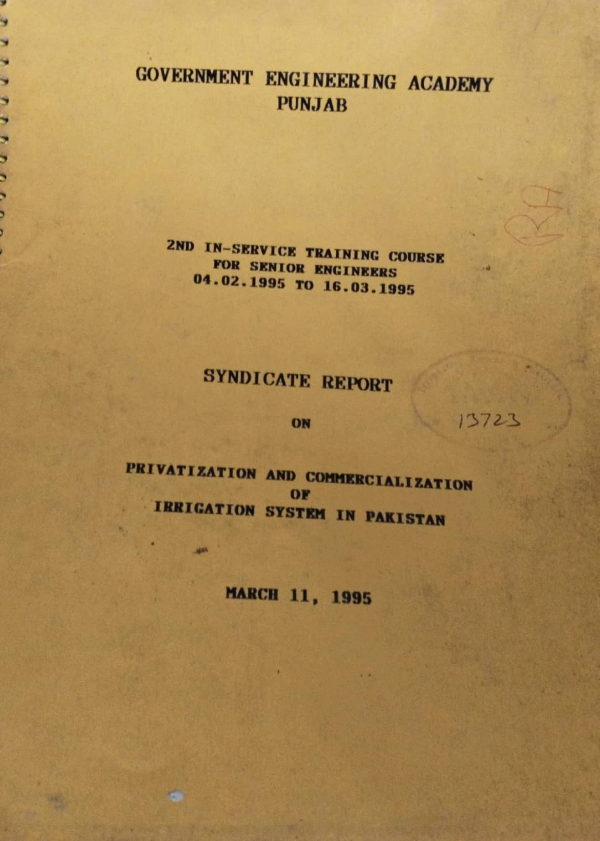 GOVERNMENT ENGINEERING ACADEMY
PUNJAB
2ND IN-SERVICE TRAINING COURSE
FOR SENIOR ENGINEERS
04.02.1995 TO 16.03.1995
SYNDICATE REPORT
ON
13723
PRIVATIZATION AND COMMERCIALIZATION
OF
IRRIGATION SYSTEM IN PAKISTAN
MARCH 11, 1995